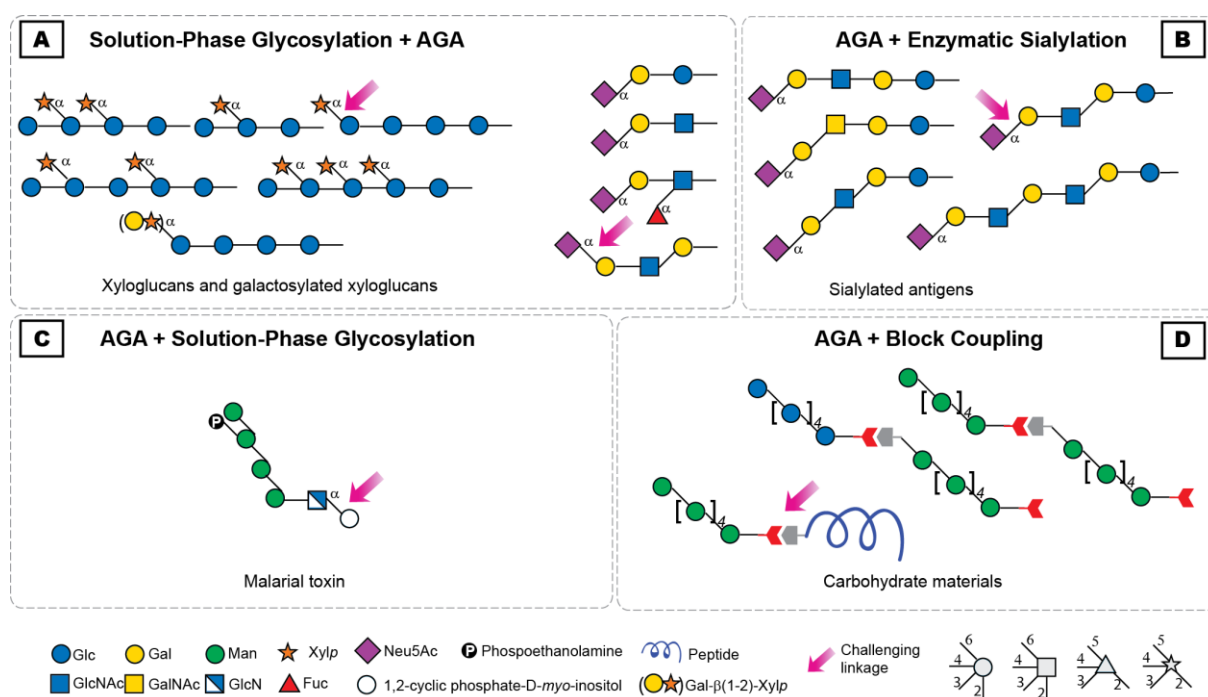 A
Solution-Phase Glycosylation + AGA
α α α α
α α α α α
α
α
α
α
α
α
Xyloglucans and galactosylated xyloglucans
AGA + Enzymatic Sialylation
B
α
α
α
α
α
Sialylated antigens
C
AGA + Solution-Phase Glycosylation
P
α
Malarial toxin
AGA + Block Coupling
D
[ ]4 [ ]4
[ ]4 [ ]4
[ ]4
Carbohydrate materials
Glc Gal Man Xylp Neu5Ac P Phospoethanolamine Peptide Challenging linkage
GlcNAc GalNAc GlcN Fuc 1,2-cyclic phosphate-D-myo-inositol ( )Gal-β(1-2)-Xylp
6 4 3 2
6 4 3 2
5 4 3 2
5 4 3 2